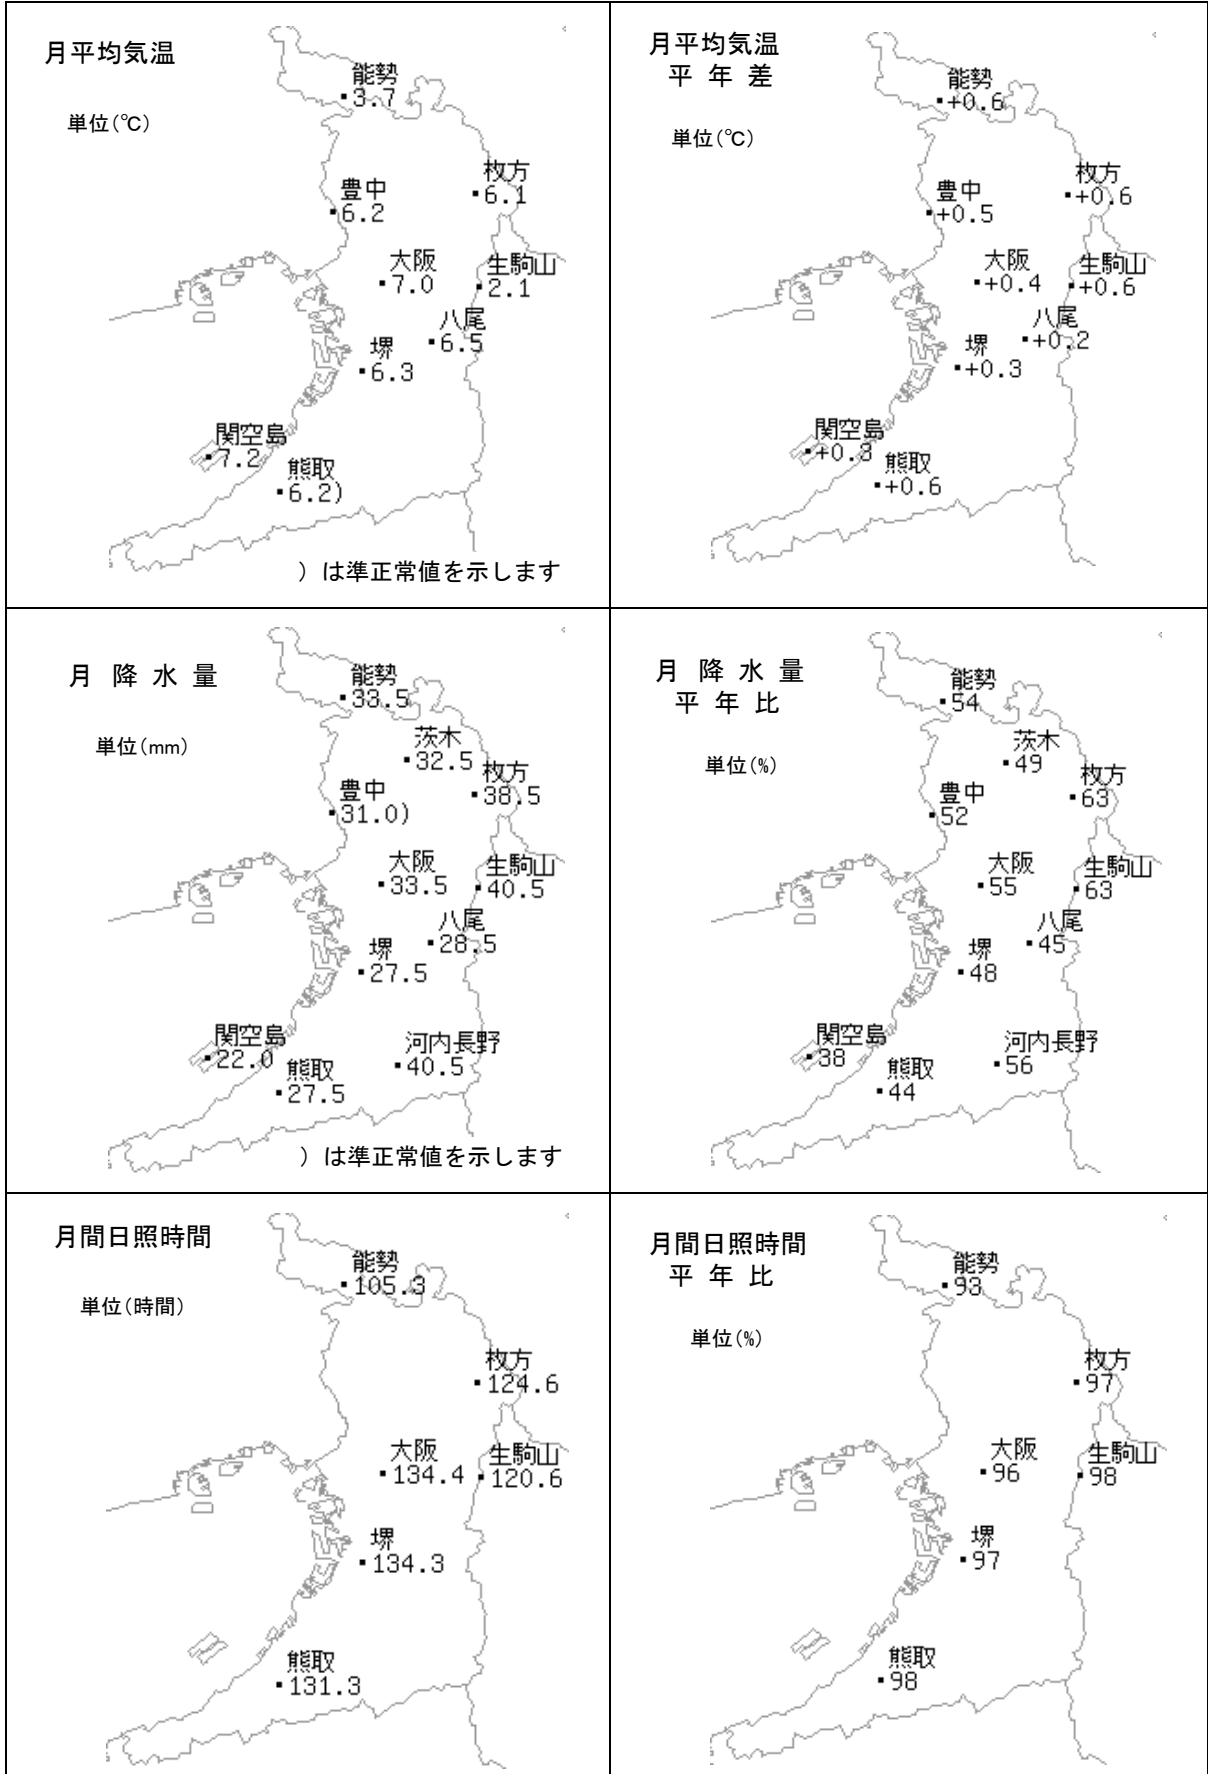 月平均気温
単位(℃)
能勢
3.7
枚方
6.1
豊中
6.2
大阪
7.0
生駒山
2.1
八尾
6.5
堺
6.3
関空島
7.2
熊取
6.2)
）は準正常値を示します
月平均気温
平 年 差
単位(℃)
能勢
+0.6
枚方
+0.6
豊中
+0.5
大阪
+0.4
生駒山
+0.6
八尾
+0.2
堺
+0.3
関空島
+0.3
熊取
+0.6
月 降 水 量
単位(mm)
能勢
33.5
茨木
32.5
枚方
38.5
豊中
31.0)
大阪
33.5
生駒山
40.5
八尾
28.5
堺
27.5
関空島
22.0
河内長野
40.5
熊取
27.5
）は準正常値を示します
月 降 水 量
平 年 比
単位(%)
能勢
54
茨木
49
枚方
63
豊中
52
大阪
55
生駒山
63
八尾
45
堺
48
関空島
38
河内長野
56
熊取
44
月間日照時間
単位(時間)
能勢
105.3
枚方
124.6
大阪
134.4
生駒山
120.6
堺
134.3
熊取
131.3
月間日照時間
平 年 比
単位(%)
能勢
93
枚方
97
大阪
96
生駒山
98
堺
97
熊取
98